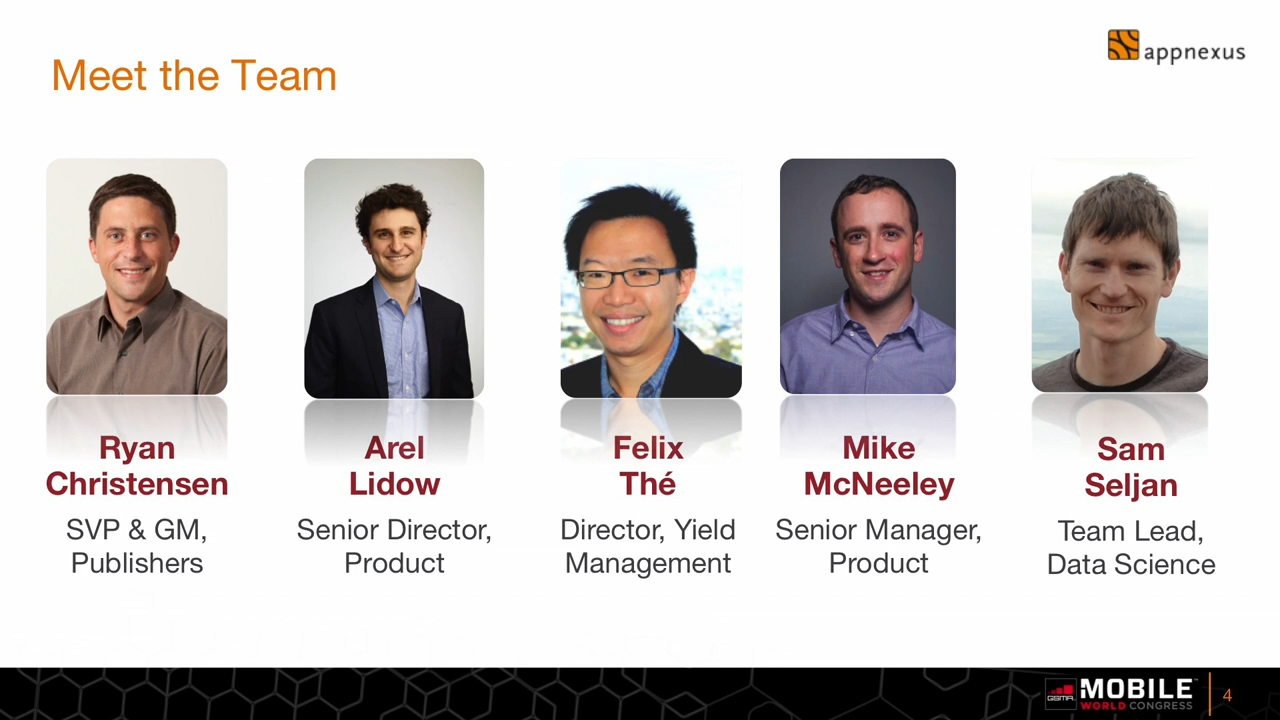 Meet the Team
appnexus
Ryan
Christensen
SVP & GM,
Publishers
Arel
Lidow
Senior Director,
Product
Felix
Thé
Director, Yield
Management
Mike
McNeeley
Senior Manager,
Product
Sam
Seljan
Team Lead,
Data Science
GSMA
MOBILE
WORLD CONGRESS
4